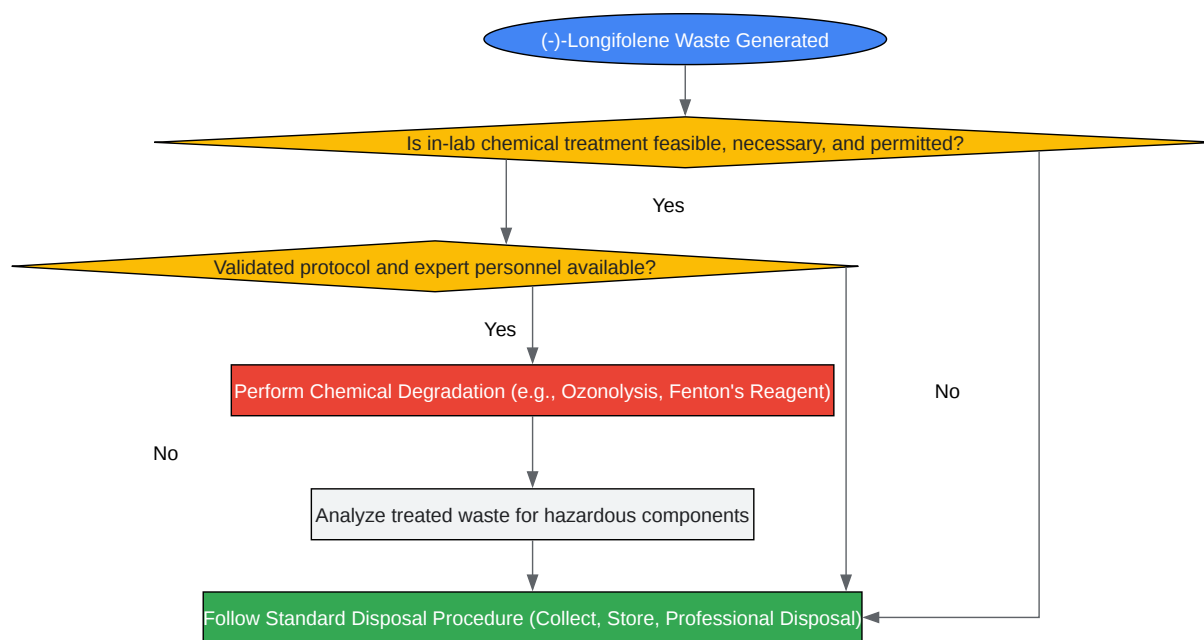 (-)-Longifolene Waste Generated
Is in-lab chemical treatment feasible, necessary, and permitted?
Yes
Validated protocol and expert personnel available?
Yes
Perform Chemical Degradation (e.g., Ozonolysis, Fenton's Reagent)
No
No
Analyze treated waste for hazardous components
Follow Standard Disposal Procedure (Collect, Store, Professional Disposal)